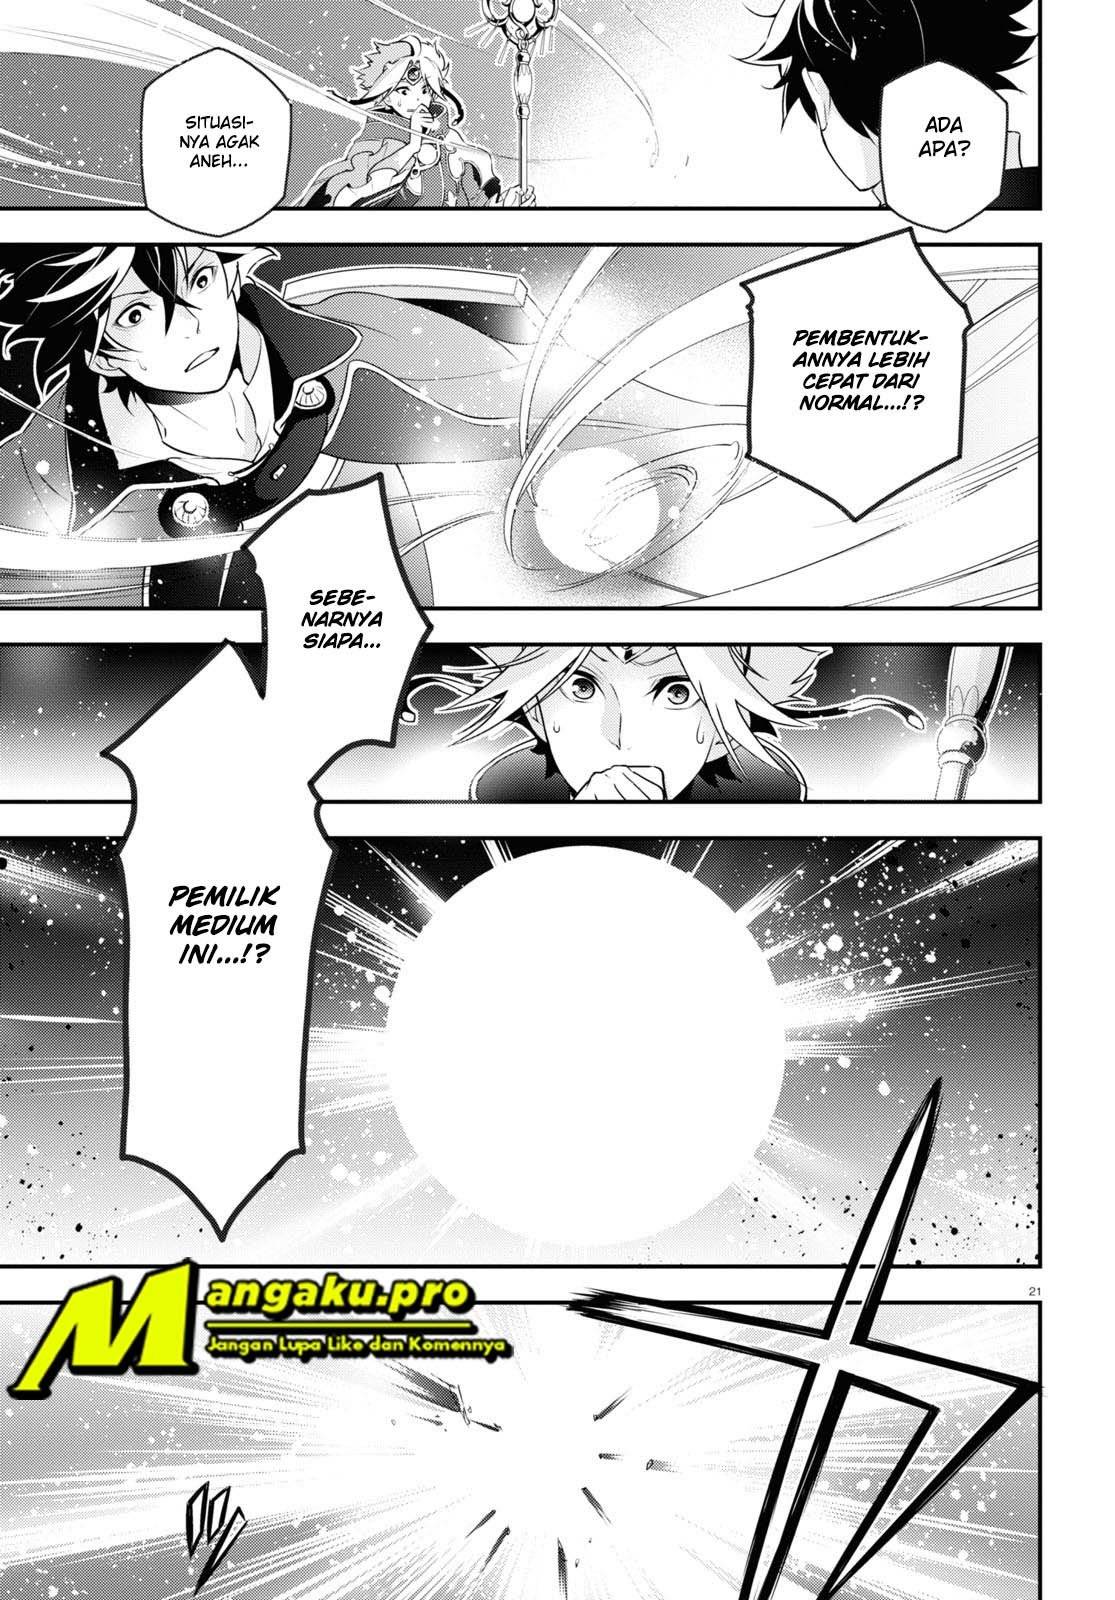 ADA
APA?
SITUASI-
NYA AGAK
ANEH...
PEMBENTUK-
ANNYA LEBIH
CEPAT DARI
NORMAL...!?
SEBE-
NARNYA
SIAPA...
PEMILIK
MEDIUM
INI...!?
21
Mangaku.pro
Jangan Lupa Like dan Komennya